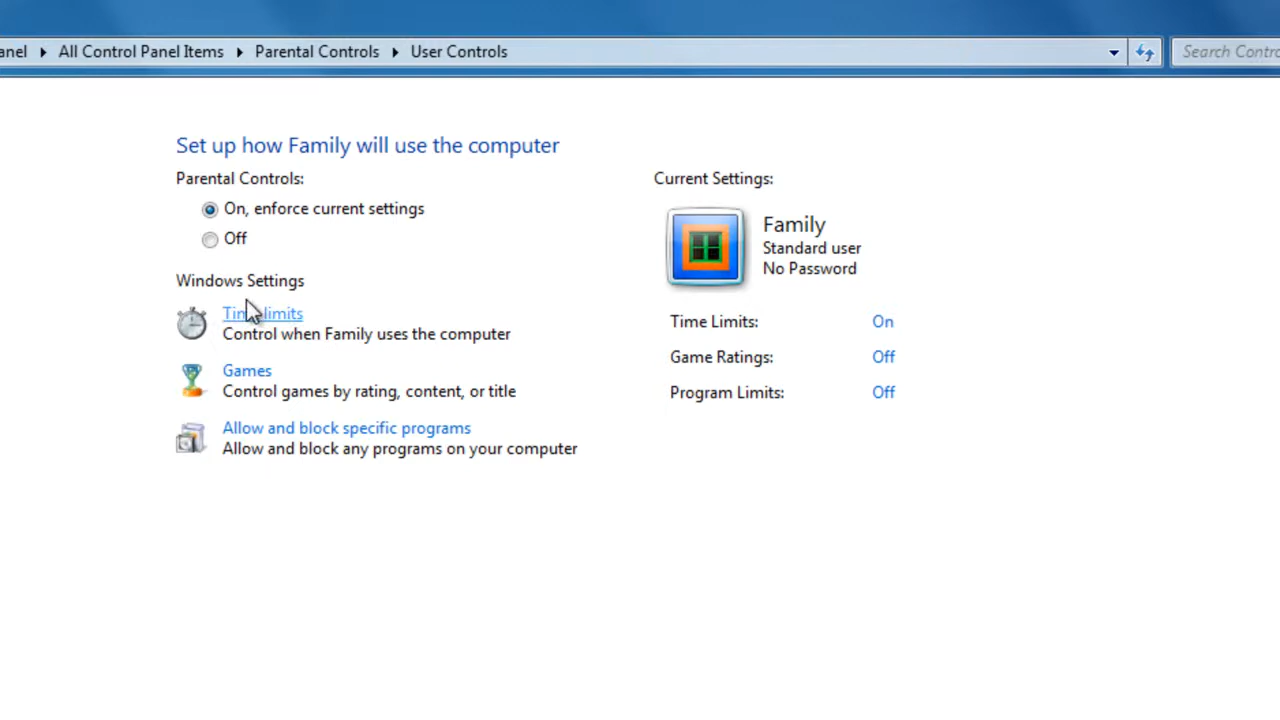 anel ▸ All Control Panel Items ▸ Parental Controls ▸ User Controls
Search Contro
Set up how Family will use the computer
Parental Controls:
On, enforce current settings
Off
Windows Settings
Time limits
Control when Family uses the computer
Games
Control games by rating, content, or title
Allow and block specific programs
Allow and block any programs on your computer
Current Settings:
Family
Standard user
No Password
Time Limits: On
Game Ratings: Off
Program Limits: Off